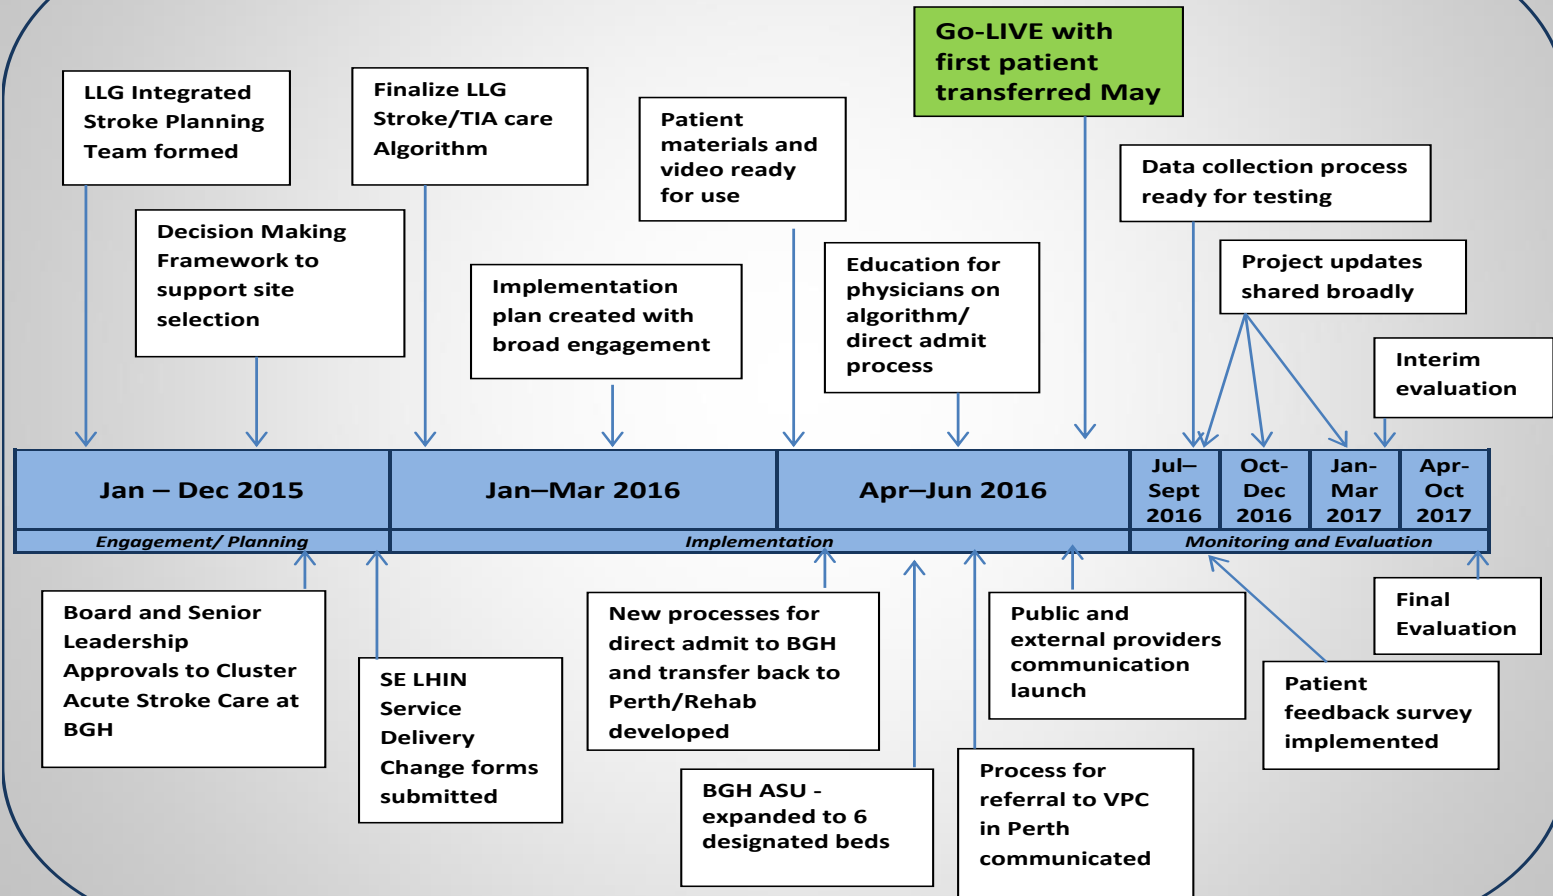 Go-LIVE with
first patient
transferred May
LLG Integrated
Stroke Planning
Team formed
Finalize LLG
Stroke/TIA care
Algorithm
Patient
materials and
video ready
for use
Data collection process
ready for testing
Decision Making
Framework to
support site
selection
Implementation
plan created with
broad engagement
Education for
physicians on
algorithm/
direct admit
process
Project updates
shared broadly
Interim
evaluation
Jan – Dec 2015
Jan–Mar 2016
Apr–Jun 2016
Jul–
Sept
2016
Oct-
Dec
2016
Jan-
Mar
2017
Apr-
Oct
2017
Engagement/ Planning
Implementation
Monitoring and Evaluation
Board and Senior
Leadership
Approvals to Cluster
Acute Stroke Care at
BGH
SE LHIN
Service
Delivery
Change forms
submitted
New processes for
direct admit to BGH
and transfer back to
Perth/Rehab
developed
BGH ASU -
expanded to 6
designated beds
Process for
referral to VPC
in Perth
communicated
Public and
external providers
communication
launch
Patient
feedback survey
implemented
Final
Evaluation